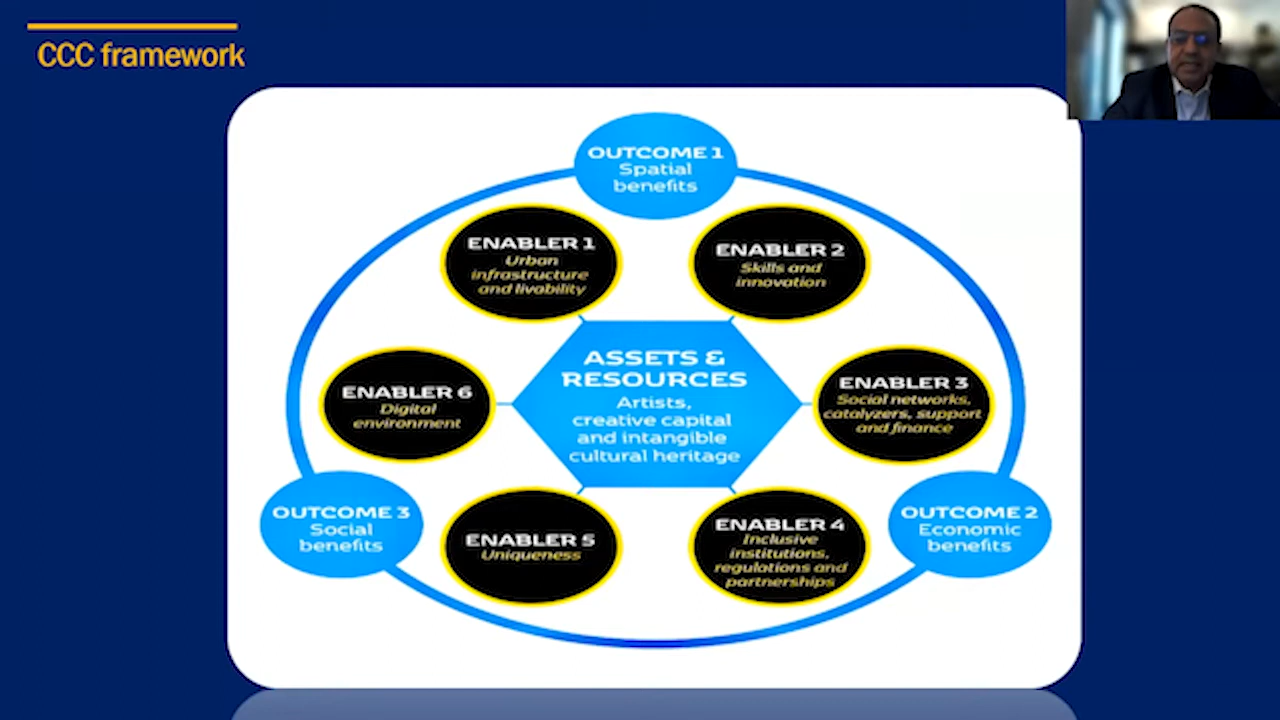 CCC framework
OUTCOME 1
Spatial
benefits
ENABLER 1
Urban
infrastructure
and livability
ENABLER 2
Skills and
innovation
ASSETS &
RESOURCES
Artists,
creative capital
and intangible
cultural heritage
ENABLER 6
Digital
environment
ENABLER 3
Social networks,
catalyzers, support
and finance
OUTCOME 3
Social
benefits
ENABLER 5
Uniqueness
ENABLER 4
Inclusive
institutions,
regulations and
partnerships
OUTCOME 2
Economic
benefits